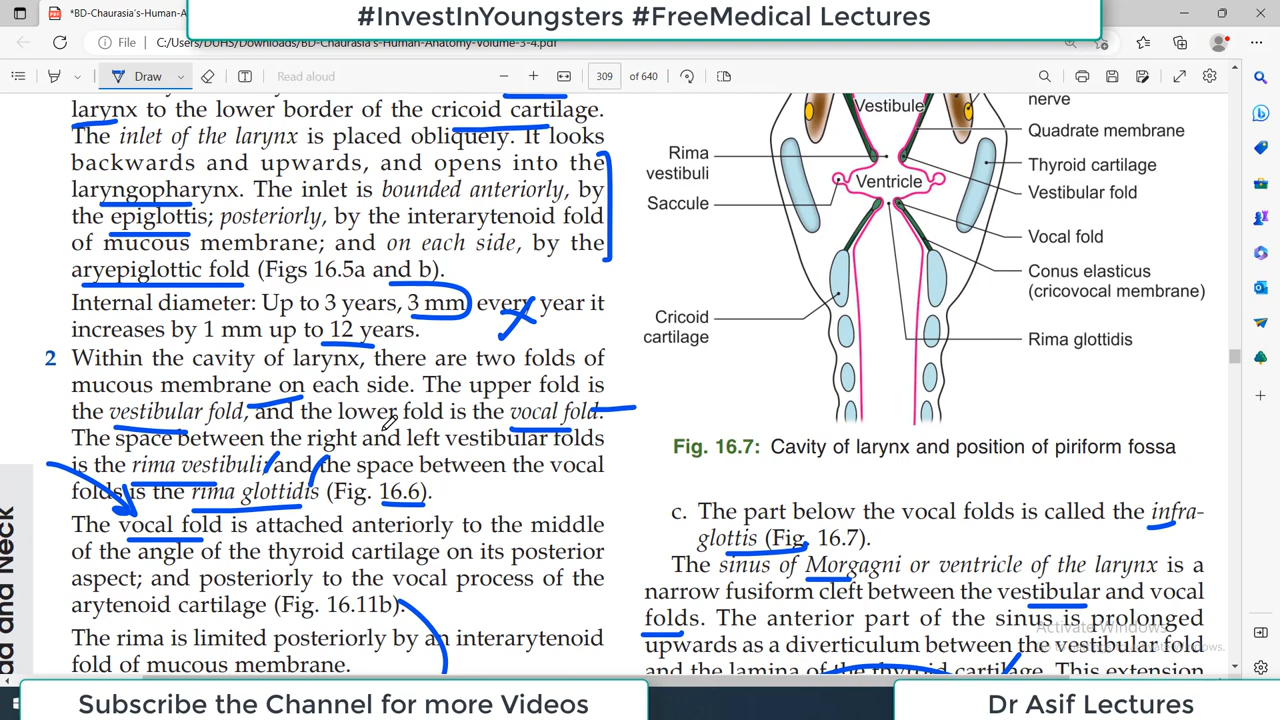 #InvestInYoungsters #FreeMedical Lectures
*BD-Chaurasia's-Human-A
File
C:/Users/DUHS/Downloads/BD-Chaurasia's-Human-Anatomy-Volume-3-4.pdf
Draw
Read aloud
309
of 640
larynx to the lower border of the cricoid cartilage.
The inlet of the larynx is placed obliquely. It looks
backwards and upwards, and opens into the
laryngopharynx. The inlet is bounded anteriorly, by
the epiglottis; posteriorly, by the interarytenoid fold
of mucous membrane; and on each side, by the
aryepiglottic fold (Figs 16.5a and b).
Internal diameter: Up to 3 years, 3 mm every year it
increases by 1 mm up to 12 years.
2 Within the cavity of larynx, there are two folds of
mucous membrane on each side. The upper fold is
the vestibular fold, and the lower fold is the vocal fold.
The space between the right and left vestibular folds
is the rima vestibuli; and the space between the vocal
folds is the rima glottidis (Fig. 16.6).
The vocal fold is attached anteriorly to the middle
of the angle of the thyroid cartilage on its posterior
aspect; and posteriorly to the vocal process of the
arytenoid cartilage (Fig. 16.11b).
The rima is limited posteriorly by an interarytenoid
fold of mucous membrane.
ad and Neck
Vestibule
nerve
Quadrate membrane
Rima
vestibuli
Thyroid cartilage
Ventricle
Vestibular fold
Saccule
Vocal fold
Conus elasticus
(cricovocal membrane)
Cricoid
cartilage
Rima glottidis
Fig. 16.7: Cavity of larynx and position of piriform fossa
c. The part below the vocal folds is called the infra-
glottis (Fig. 16.7).
The sinus of Morgagni or ventricle of the larynx is a
narrow fusiform cleft between the vestibular and vocal
folds. The anterior part of the sinus is prolonged
upwards as a diverticulum between the vestibular fold
and the lamina of the thyroid cartilage. This extension
Activate Windows
Subscribe the Channel for more Videos
Dr Asif Lectures